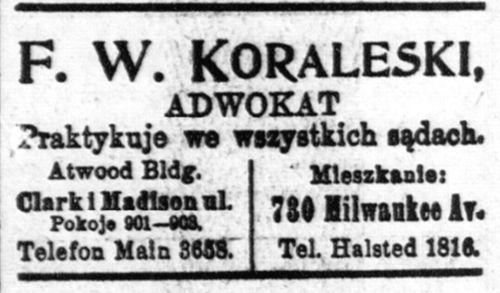 F. W. KORALESKI,
ADWOKAT
Praktykuje we wszystkich sądach.
Atwood Bldg.
Clark i Madison ul.
Pokoje 901—903.
Telefon Main 3658.
Mieszkanie:
730 Milwaukee Av.
Tel. Halsted 1816.